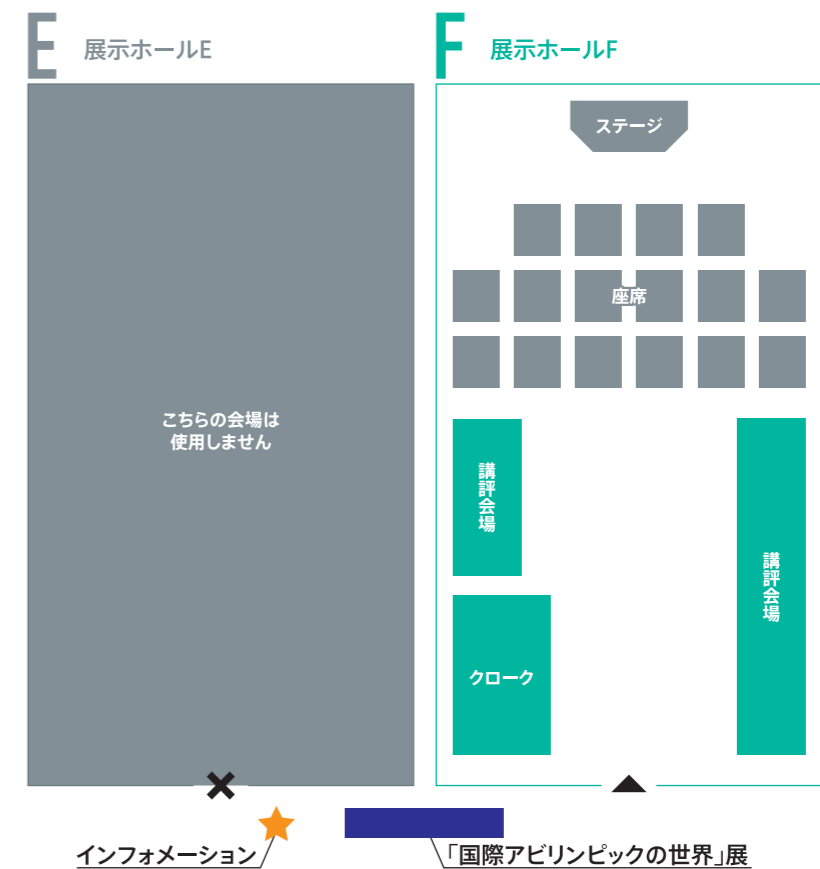 E 展示ホールE
F 展示ホールF
ステージ
座席
こちらの会場は
使用しません
講評会場
講評会場
クローク
インフォメーション
「国際アビリンピックの世界」展